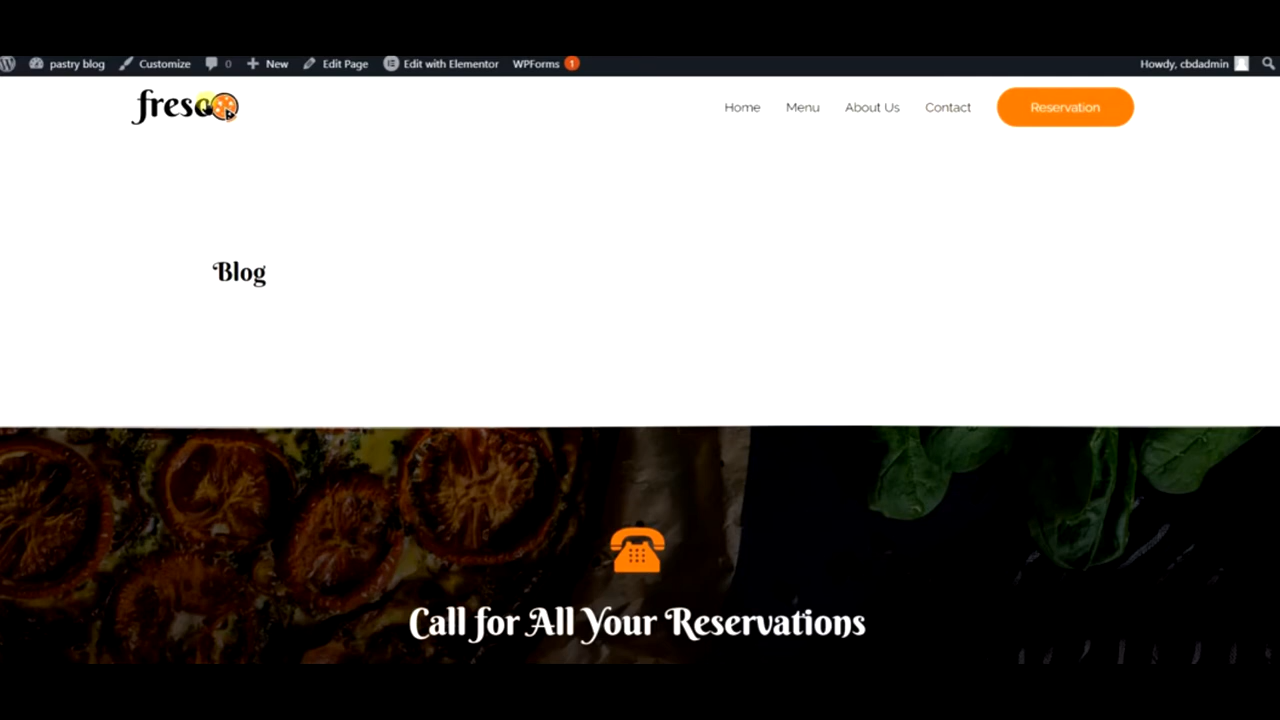 pastry blog Customize 0 New Edit Page Edit with Elementor WPForms 1 Howdy, cbdadmin
fresco Home Menu About Us Contact Reservation
Blog
Call for All Your Reservations